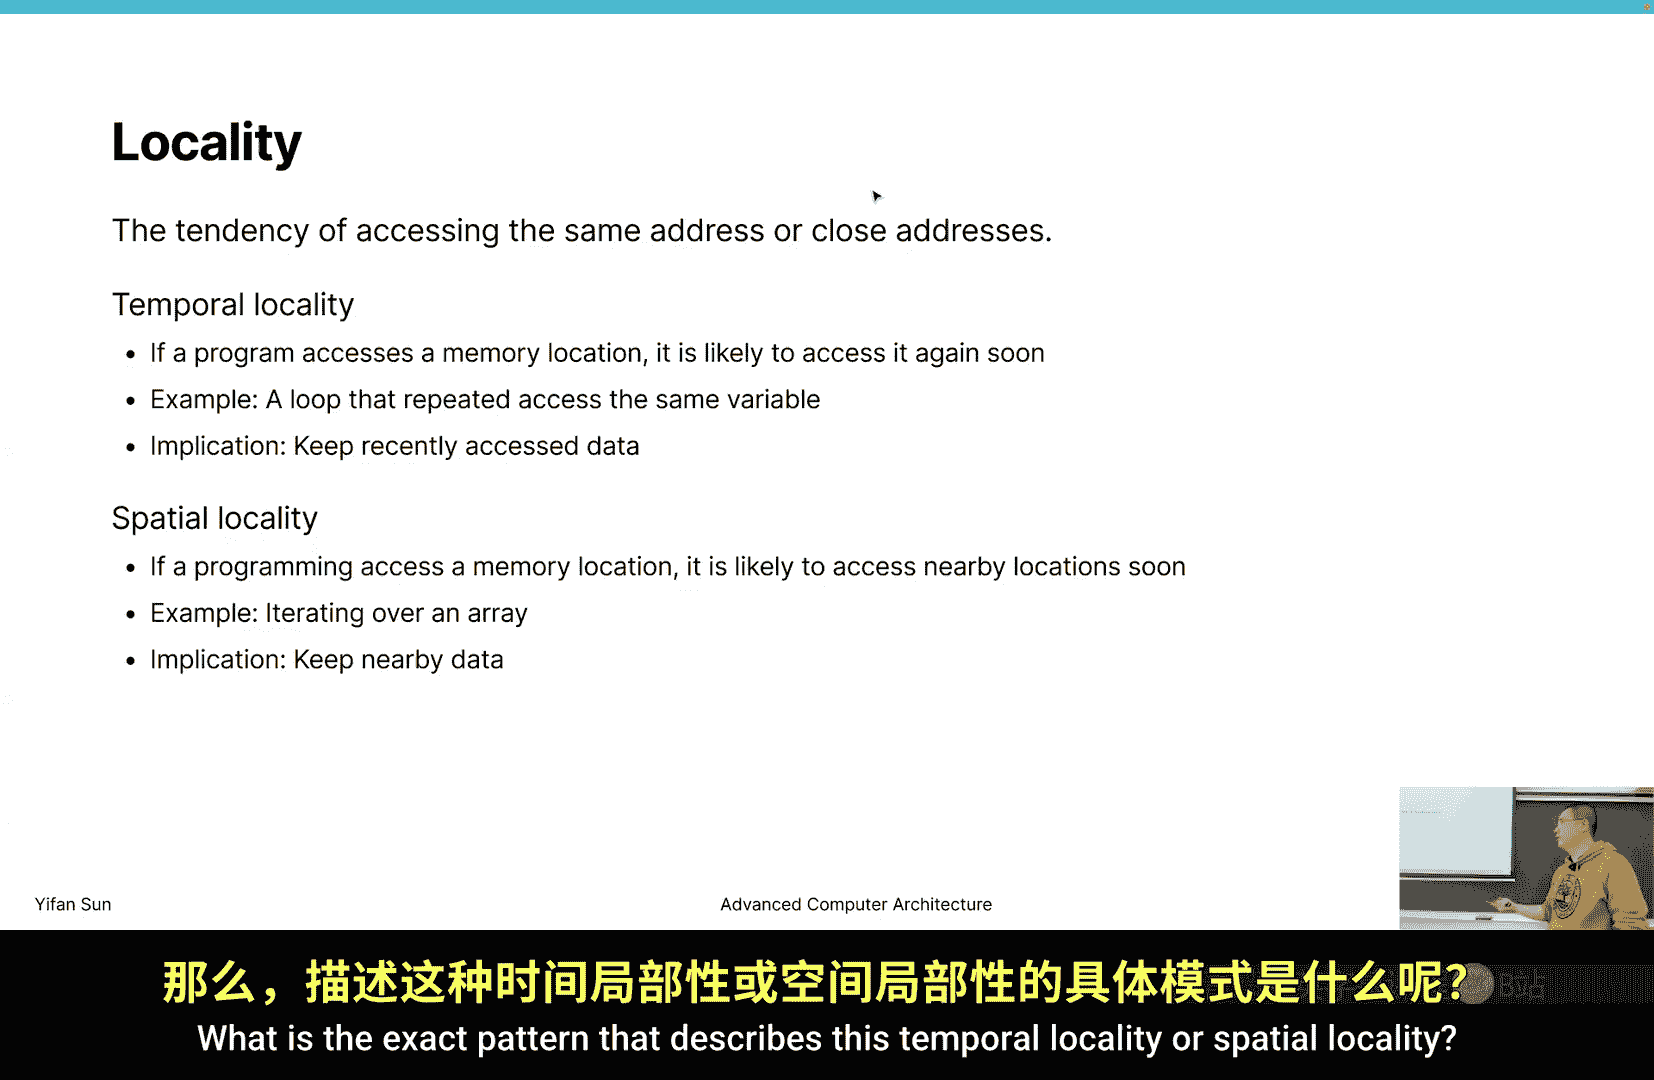 Locality
The tendency of accessing the same address or close addresses.
Temporal locality
• If a program accesses a memory location, it is likely to access it again soon
• Example: A loop that repeated access the same variable
• Implication: Keep recently accessed data
Spatial locality
• If a programming access a memory location, it is likely to access nearby locations soon
• Example: Iterating over an array
• Implication: Keep nearby data
Yifan Sun
Advanced Computer Architecture
那么，描述这种时间局部性或空间局部性的具体模式是什么呢？
B站
What is the exact pattern that describes this temporal locality or spatial locality?